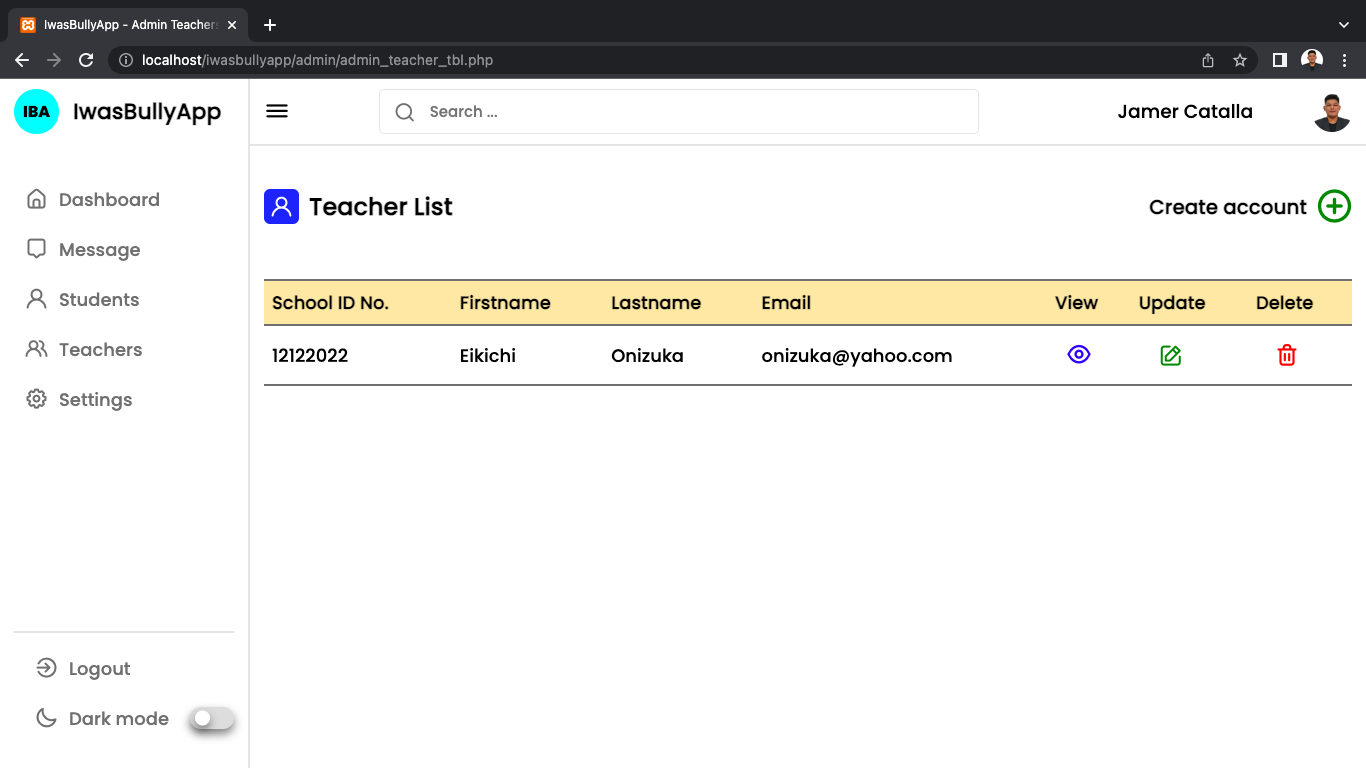 IwasBullyApp - Admin Teachers
localhost/iwasbullyapp/admin/admin_teacher_tbl.php
IBA IwasBullyApp
Search ...
Jamer Catalla
Dashboard
Message
Students
Teachers
Settings
Logout
Dark mode
Teacher List
Create account
School ID No. Firstname Lastname Email View Update Delete
12122022 Eikichi Onizuka onizuka@yahoo.com